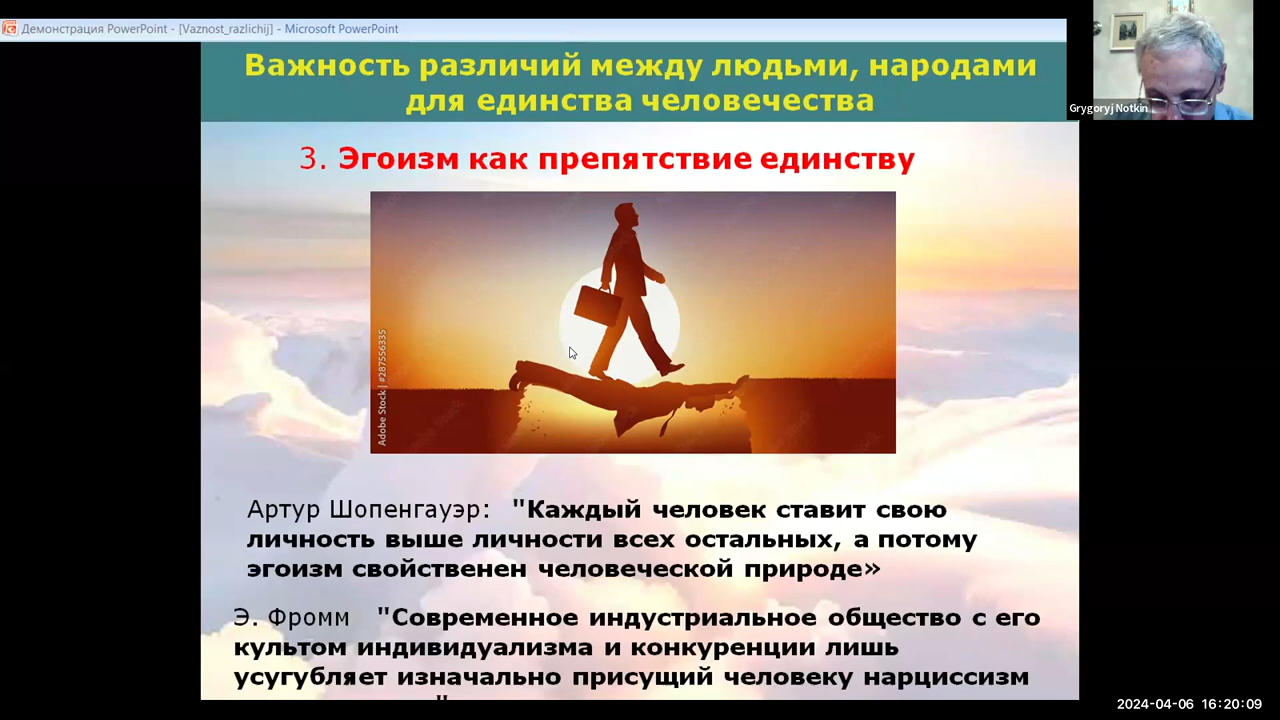 Демонстрация PowerPoint - [Vaznost_razlichij] - Microsoft PowerPoint
Grygoryj Notkin
Важность различий между людьми, народами
для единства человечества
3. Эгоизм как препятствие единству
Adobe Stock | #287556335
Артур Шопенгауэр: "Каждый человек ставит свою
личность выше личности всех остальных, а потому
эгоизм свойственен человеческой природе»
Э. Фромм "Современное индустриальное общество с его
культом индивидуализма и конкуренции лишь
усугубляет изначально присущий человеку нарциссизм
2024-04-06 16:20:09